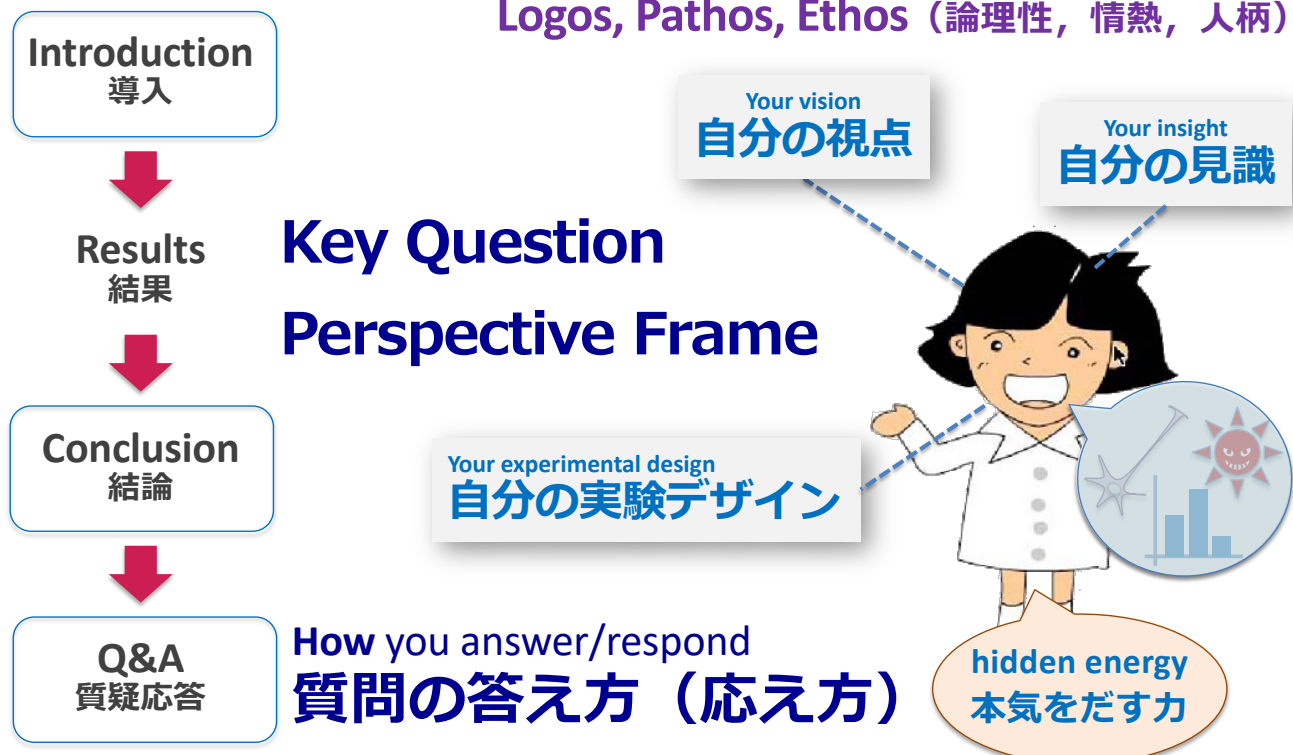 Logos, Pathos, Ethos（論理性，情熱，人柄）
Introduction
導入
Your vision
自分の視点
Your insight
自分の見識
Results
結果
Key Question
Perspective Frame
Conclusion
結論
Your experimental design
自分の実験デザイン
Q&A
質疑応答
How you answer/respond
質問の答え方（応え方）
hidden energy
本気をだす力